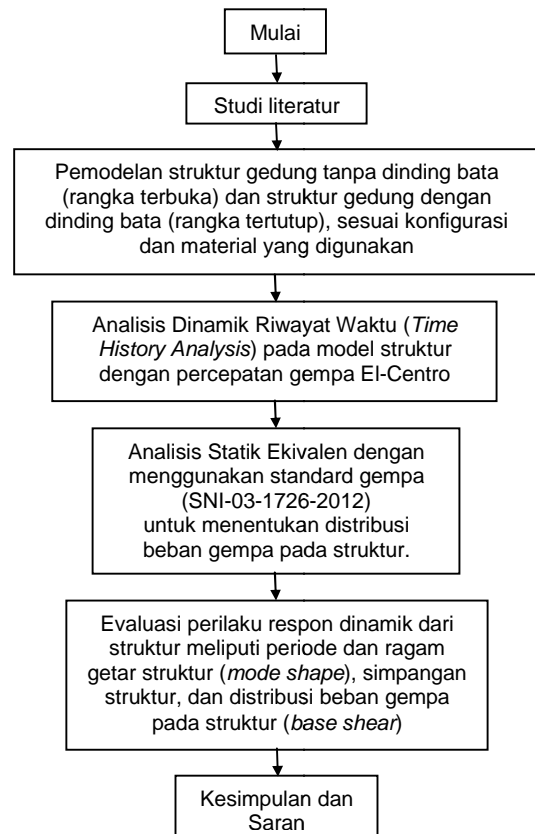 Mulai
Studi literatur
Pemodelan struktur gedung tanpa dinding bata
(rangka terbuka) dan struktur gedung dengan
dinding bata (rangka tertutup), sesuai konfigurasi
dan material yang digunakan
Analisis Dinamik Riwayat Waktu (Time
History Analysis) pada model struktur
dengan percepatan gempa El-Centro
Analisis Statik Ekivalen dengan
menggunakan standard gempa
(SNI-03-1726-2012)
untuk menentukan distribusi
beban gempa pada struktur.
Evaluasi perilaku respon dinamik dari
struktur meliputi periode dan ragam
getar struktur (mode shape), simpangan
struktur, dan distribusi beban gempa
pada struktur (base shear)
Kesimpulan dan
Saran